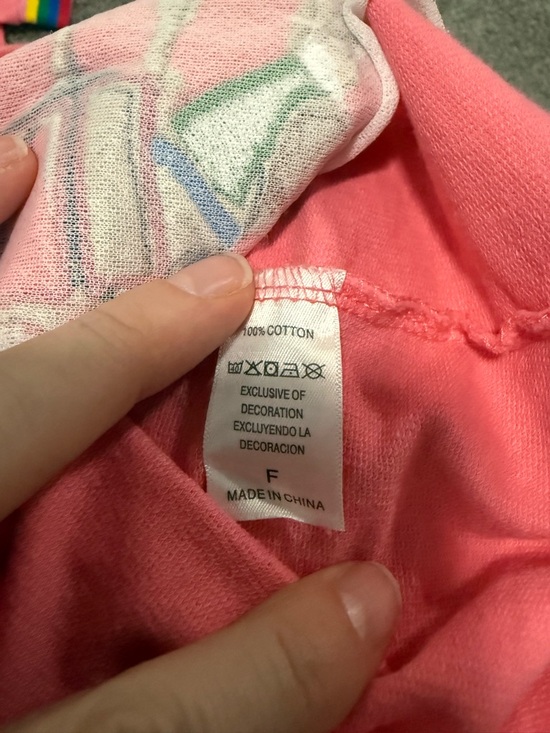 100% COTTON
EXCLUSIVE OF
DECORATION
EXCLUYENDO LA
DECORACION
F
MADE IN CHINA